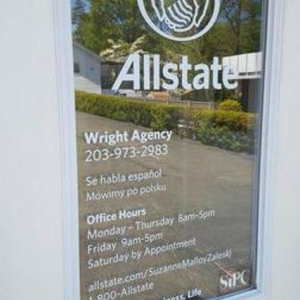 Allstate
Wright Agency
203-973-2983
Se habla español
Mówimy po polsku
Office Hours
Monday - Thursday 8am-5pm
Friday 9am-5pm
Saturday by Appointment
allstate.com/SuzanneMalloyZaleski
1-800-Allstate
SiPC
Life